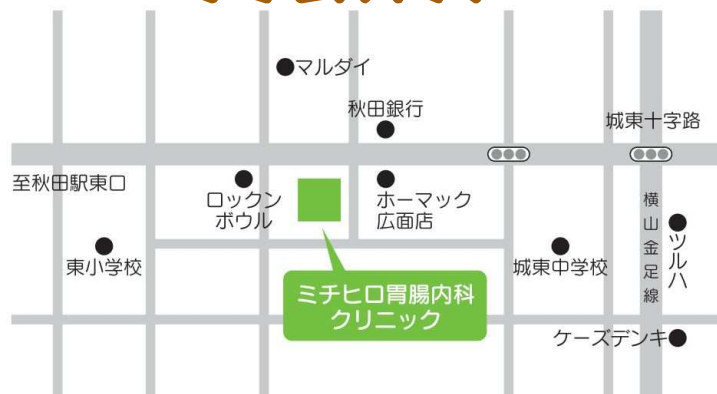 マルダイ
秋田銀行
城東十字路
至秋田駅東口
ロックン
ボウル
ホーマック
広面店
横山金足線
ツルハ
東小学校
城東中学校
ミチヒロ胃腸内科
クリニック
ケーズデンキ